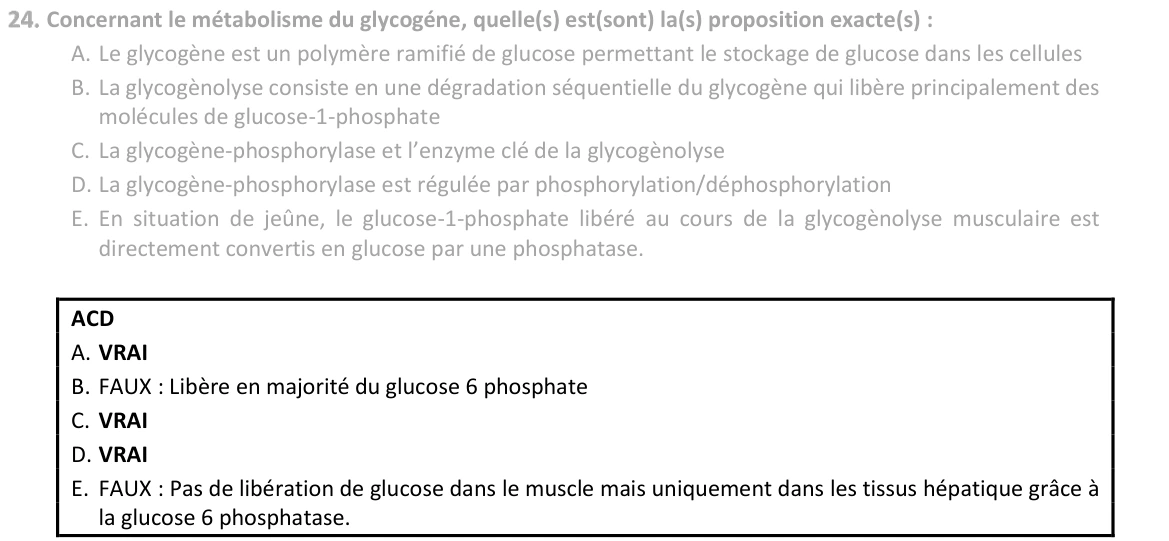 24. Concernant le métabolisme du glycogéne, quelle(s) est(sont) la(s) proposition exacte(s) :
A. Le glycogène est un polymère ramifié de glucose permettant le stockage de glucose dans les cellules
B. La glycogènolyse consiste en une dégradation séquentielle du glycogène qui libère principalement des
molécules de glucose-1-phosphate
C. La glycogène-phosphorylase et l’enzyme clé de la glycogènolyse
D. La glycogène-phosphorylase est régulée par phosphorylation/déphosphorylation
E. En situation de jeûne, le glucose-1-phosphate libéré au cours de la glycogènolyse musculaire est
directement convertis en glucose par une phosphatase.
ACD
A. VRAI
B. FAUX : Libère en majorité du glucose 6 phosphate
C. VRAI
D. VRAI
E. FAUX : Pas de libération de glucose dans le muscle mais uniquement dans les tissus hépatique grâce à
la glucose 6 phosphatase.